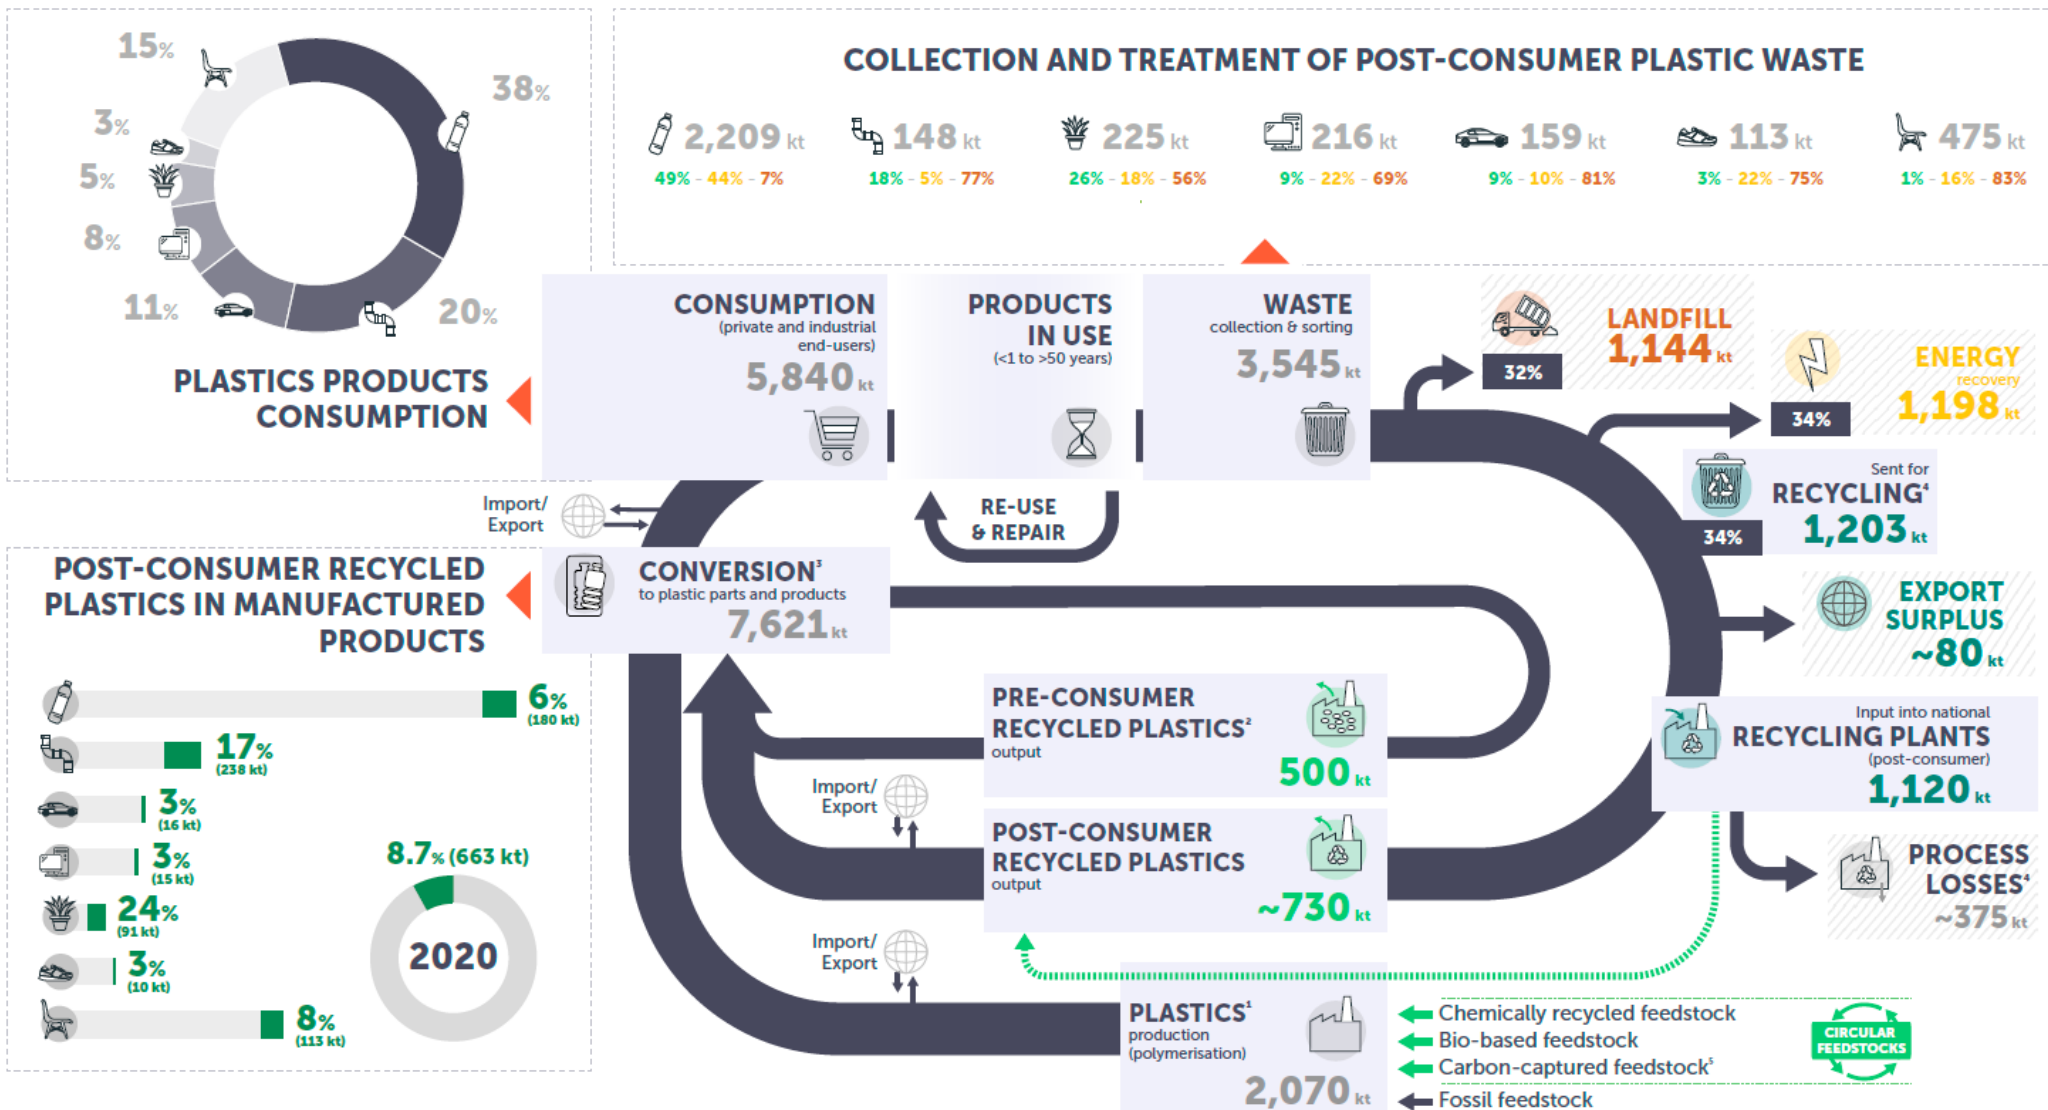 15%
38%
3%
5%
8%
11%
20%
PLASTICS PRODUCTS
CONSUMPTION
COLLECTION AND TREATMENT OF POST-CONSUMER PLASTIC WASTE
2,209 kt
49% - 44% - 7%
148 kt
18% - 5% - 77%
225 kt
26% - 18% - 56%
216 kt
9% - 22% - 69%
159 kt
9% - 10% - 81%
113 kt
3% - 22% - 75%
475 kt
1% - 16% - 83%
CONSUMPTION
(private and industrial
end-users)
5,840 kt
PRODUCTS
IN USE
(<1 to >50 years)
WASTE
collection & sorting
3,545 kt
LANDFILL
1,144 kt
32%
ENERGY
recovery
1,198 kt
34%
Sent for
RECYCLING⁴
1,203 kt
34%
RE-USE
& REPAIR
Import/
Export
EXPORT
SURPLUS
~80 kt
POST-CONSUMER RECYCLED
PLASTICS IN MANUFACTURED
PRODUCTS
CONVERSION³
to plastic parts and products
7,621 kt
PRE-CONSUMER
RECYCLED PLASTICS²
output
500 kt
Input into national
RECYCLING PLANTS
(post-consumer)
1,120 kt
Import/
Export
POST-CONSUMER
RECYCLED PLASTICS
output
~730 kt
PROCESS
LOSSES⁴
~375 kt
6%
(180 kt)
17%
(238 kt)
3%
(16 kt)
3%
(15 kt)
24%
(91 kt)
3%
(10 kt)
8%
(113 kt)
8.7% (663 kt)
2020
Import/
Export
PLASTICS¹
production
(polymerisation)
2,070 kt
Chemically recycled feedstock
Bio-based feedstock
Carbon-captured feedstock⁵
Fossil feedstock
CIRCULAR
FEEDSTOCKS